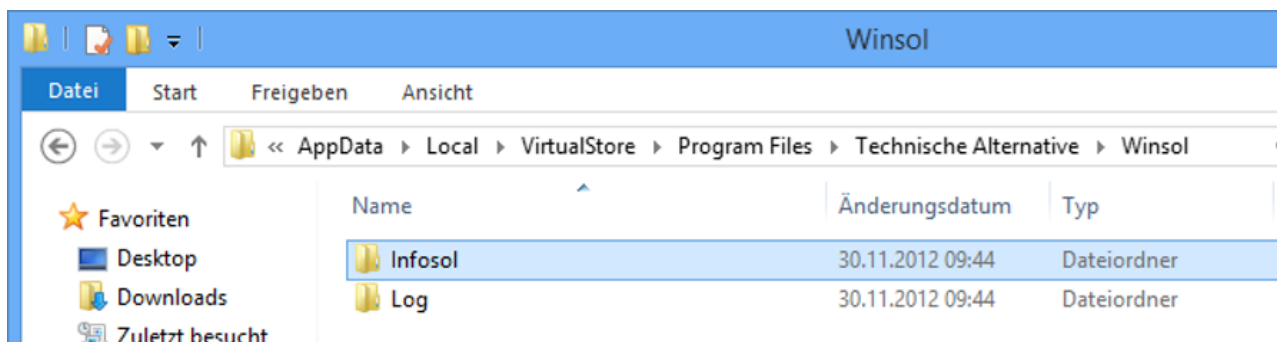 Winsol
Datei Start Freigeben Ansicht
« AppData Local VirtualStore Program Files Technische Alternative Winsol
Favoriten Name Änderungsdatum Typ
Desktop Infosol 30.11.2012 09:44 Dateiordner
Downloads Log 30.11.2012 09:44 Dateiordner
Zuletzt besucht